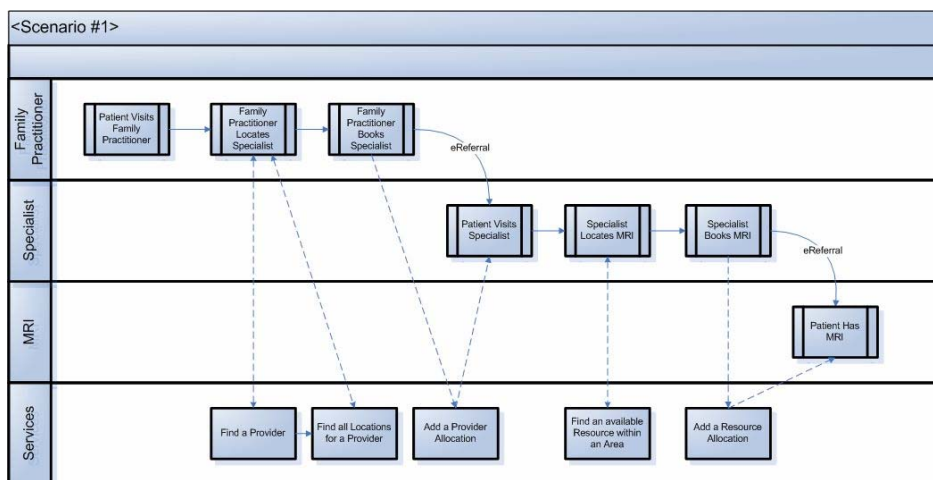 <Scenario #1>
Family
Practitioner
Patient Visits
Family
Practitioner
Family
Practitioner
Locates
Specialist
Family
Practitioner
Books
Specialist
eReferral
Specialist
Patient Visits
Specialist
Specialist
Locates MRI
Specialist
Books MRI
eReferral
MRI
Patient Has
MRI
Services
Find a Provider
Find all Locations
for a Provider
Add a Provider
Allocation
Find an available
Resource within
an Area
Add a Resource
Allocation